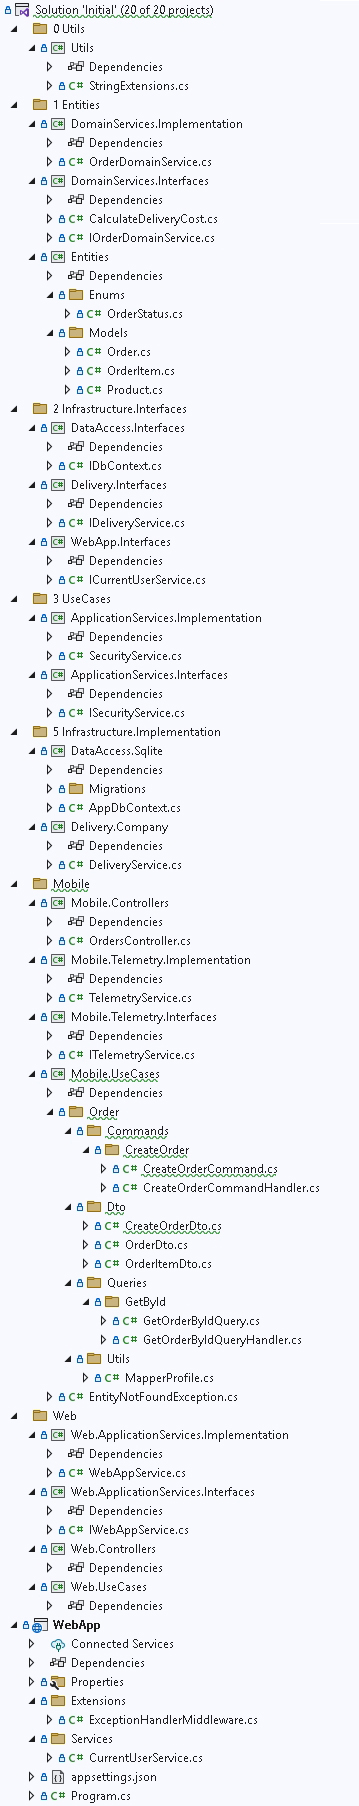 Solution 'Initial' (20 of 20 projects)
0 Utils
Utils
Dependencies
StringExtensions.cs
1 Entities
DomainServices.Implementation
Dependencies
OrderDomainService.cs
DomainServices.Interfaces
Dependencies
CalculateDeliveryCost.cs
IOrderDomainService.cs
Entities
Dependencies
Enums
OrderStatus.cs
Models
Order.cs
OrderItem.cs
Product.cs
2 Infrastructure.Interfaces
DataAccess.Interfaces
Dependencies
IDbContext.cs
Delivery.Interfaces
Dependencies
IDeliveryService.cs
WebApp.Interfaces
Dependencies
ICurrentUserService.cs
3 UseCases
ApplicationServices.Implementation
Dependencies
SecurityService.cs
ApplicationServices.Interfaces
Dependencies
ISecurityService.cs
5 Infrastructure.Implementation
DataAccess.Sqlite
Dependencies
Migrations
AppDbContext.cs
Delivery.Company
Dependencies
DeliveryService.cs
Mobile
Mobile.Controllers
Dependencies
OrdersController.cs
Mobile.Telemetry.Implementation
Dependencies
TelemetryService.cs
Mobile.Telemetry.Interfaces
Dependencies
ITelemetryService.cs
Mobile.UseCases
Dependencies
Order
Commands
CreateOrder
CreateOrderCommand.cs
CreateOrderCommandHandler.cs
Dto
CreateOrderDto.cs
OrderDto.cs
OrderItemDto.cs
Queries
GetById
GetOrderByIdQuery.cs
GetOrderByIdQueryHandler.cs
Utils
MapperProfile.cs
EntityNotFoundException.cs
Web
Web.ApplicationServices.Implementation
Dependencies
WebAppService.cs
Web.ApplicationServices.Interfaces
Dependencies
IWebAppService.cs
Web.Controllers
Dependencies
Web.UseCases
Dependencies
WebApp
Connected Services
Dependencies
Properties
Extensions
ExceptionHandlerMiddleware.cs
Services
CurrentUserService.cs
appsettings.json
Program.cs